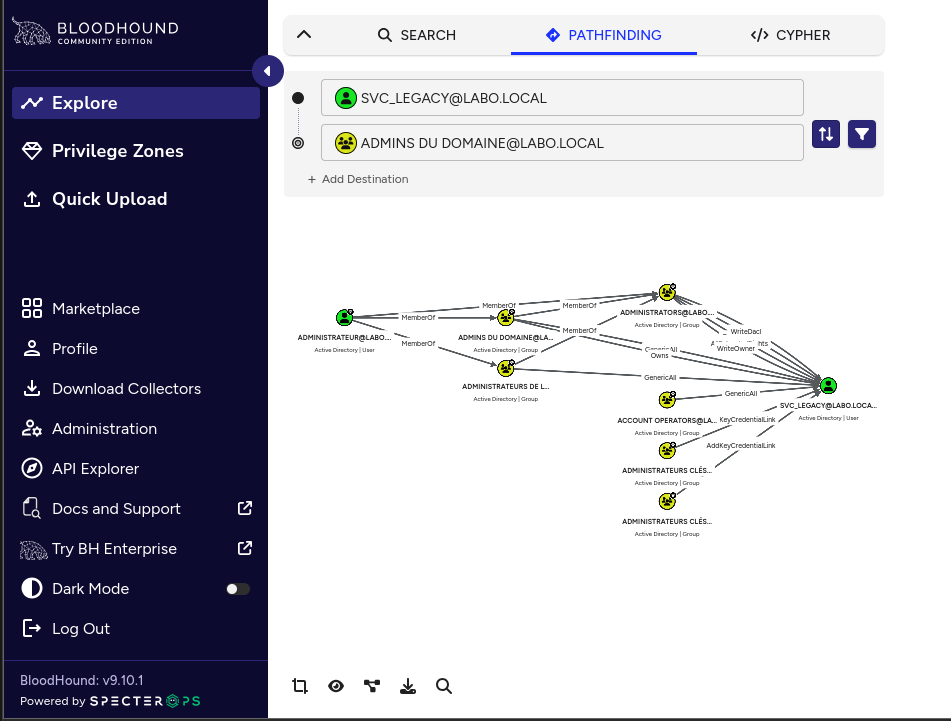 BLOODHOUND
COMMUNITY EDITION
Explore
Privilege Zones
Quick Upload
Marketplace
Profile
Download Collectors
Administration
API Explorer
Docs and Support
Try BH Enterprise
Dark Mode
Log Out
BloodHound: v9.10.1
Powered by SPECTEROPS
SEARCH
PATHFINDING
CYPHER
SVC_LEGACY@LABO.LOCAL
ADMINS DU DOMAINE@LABO.LOCAL
+ Add Destination
ADMINISTRATEUR@LABO....
Active Directory | User
MemberOf
MemberOf
MemberOf
ADMINS DU DOMAINE@LA...
Active Directory | Group
ADMINISTRATEURS DE L...
Active Directory | Group
MemberOf
MemberOf
ADMINISTRATORS@LABO....
Active Directory | Group
WriteDacl
WriteOwner
GenericAll
Owns
GenericAll
GenericAll
SVC_LEGACY@LABO.LOCA...
Active Directory | User
ACCOUNT OPERATORS@LA...
Active Directory | Group
KeyCredentialLink
AddKeyCredentialLink
ADMINISTRATEURS CLÉS...
Active Directory | Group
ADMINISTRATEURS CLÉS...
Active Directory | Group